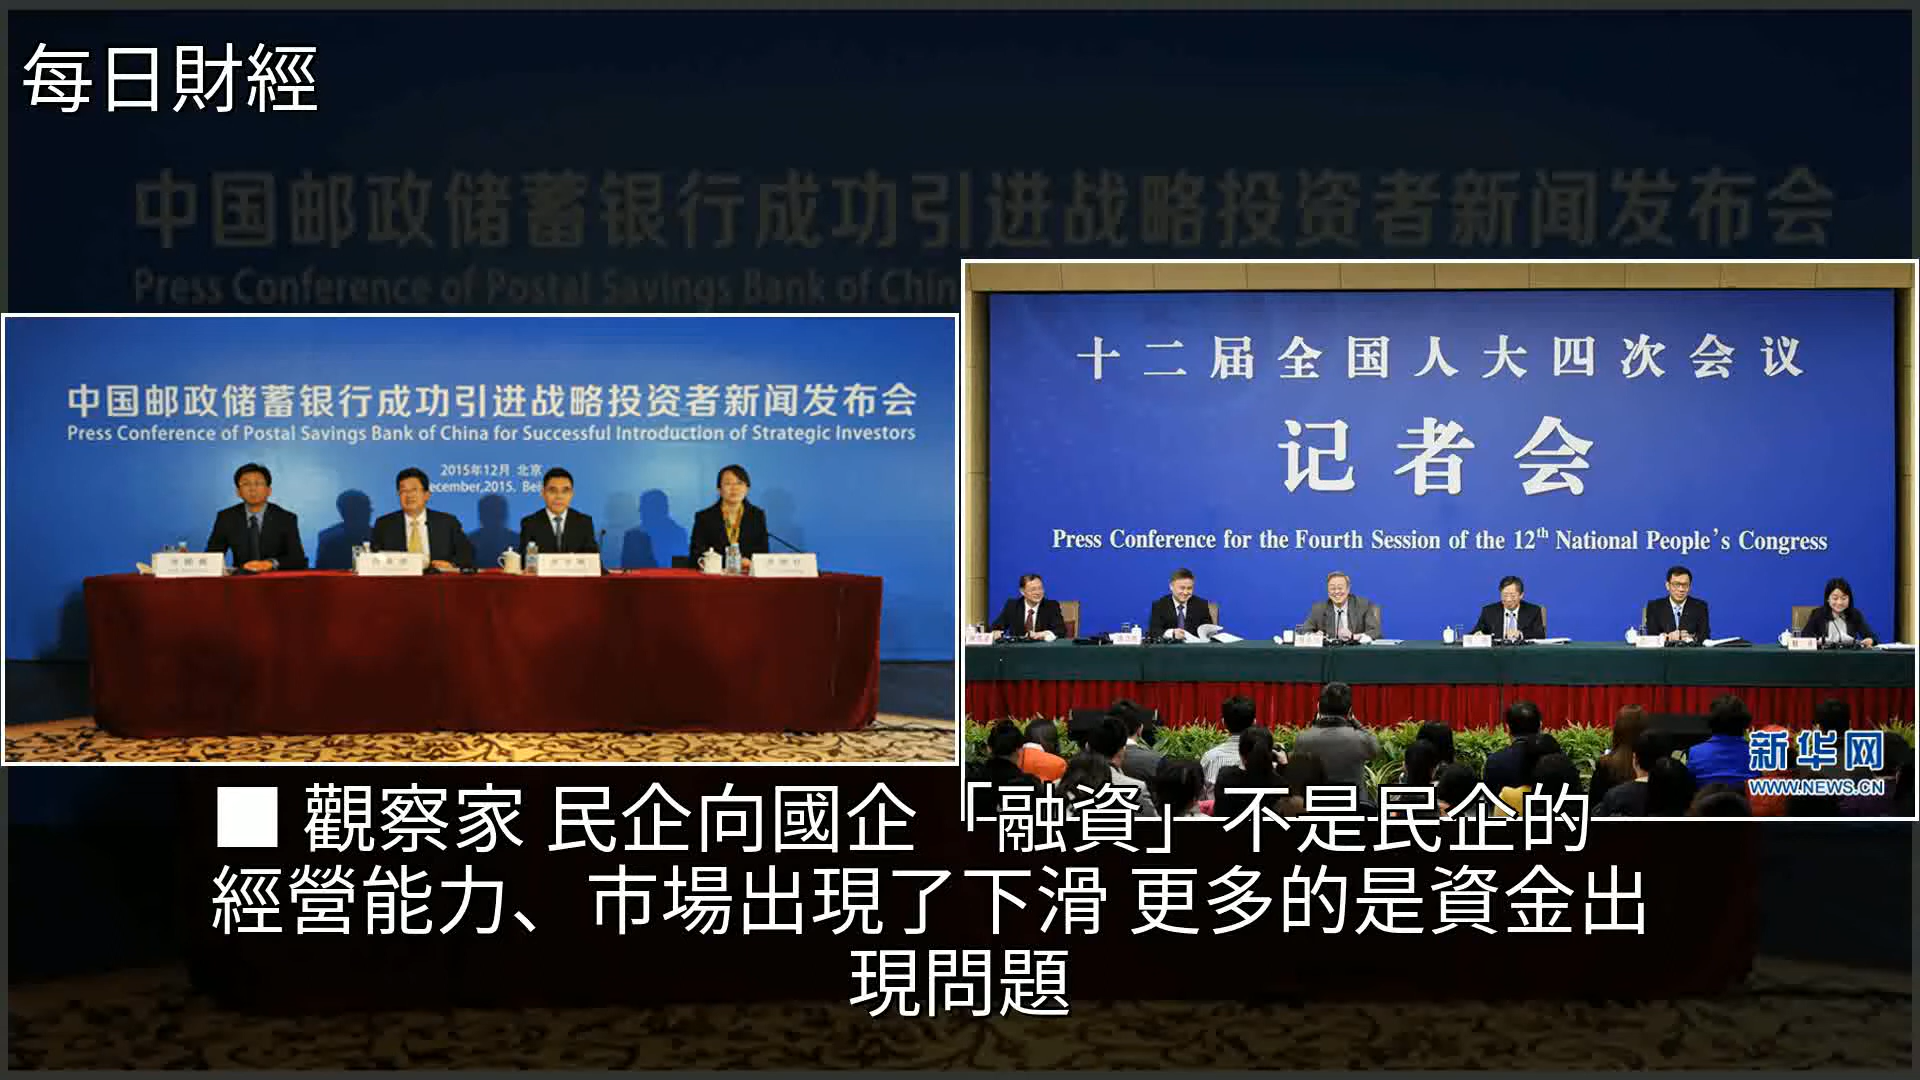 每日財經
中国邮政储蓄银行成功引进战略投资者新闻发布会
Press Conference of Postal Savings Bank of Chin
中国邮政储蓄银行成功引进战略投资者新闻发布会
Press Conference of Postal Savings Bank of China for Successful Introduction of Strategic Investors
2015年12月 北京
ecember,2015. Bei
十二届全国人大四次会议
记者会
Press Conference for the Fourth Session of the 12th National People's Congress
新华网
WWW.NEWS.CN
■ 觀察家 民企向國企「融資」不是民企的
經營能力、市場出現了下滑 更多的是資金出
現問題